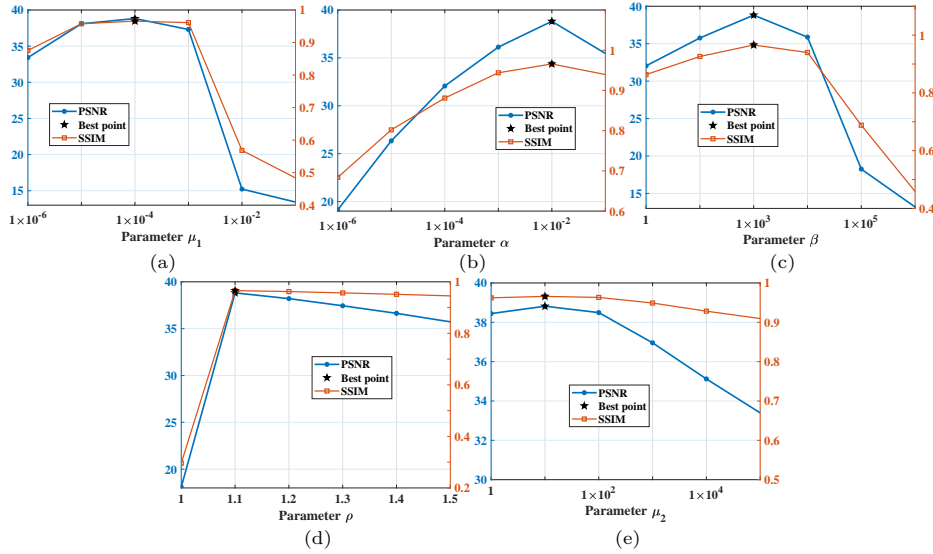 40
35
30
25
20
15
1
0.9
0.8
0.7
0.6
0.5
0.4
PSNR
Best point
SSIM
1×10^-6
1×10^-4
1×10^-2
Parameter μ_1
(a)
40
35
30
25
20
1
0.9
0.8
0.7
0.6
PSNR
Best point
SSIM
1×10^-6
1×10^-4
1×10^-2
Parameter α
(b)
40
35
30
25
20
15
1
0.8
0.6
0.4
PSNR
Best point
SSIM
1
1×10^3
1×10^5
Parameter β
(c)
40
35
30
25
20
1
0.8
0.6
0.4
0.2
PSNR
Best point
SSIM
1
1.1
1.2
1.3
1.4
1.5
Parameter ρ
(d)
40
38
36
34
32
30
1
0.9
0.8
0.7
0.6
0.5
PSNR
Best point
SSIM
1
1×10^2
1×10^4
Parameter μ_2
(e)